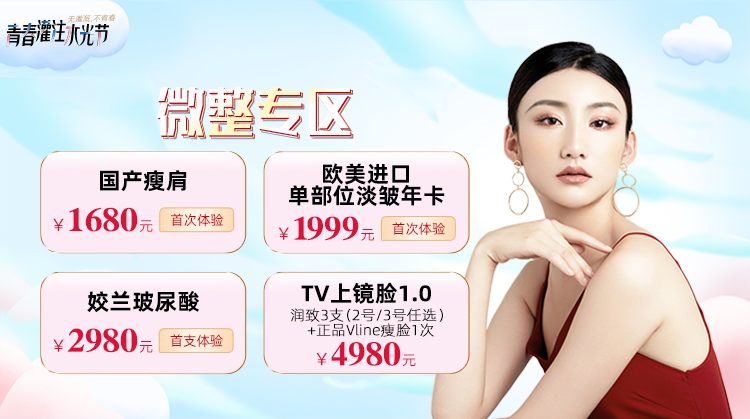 无灌注,不青春
青春灌注水光节
微整专区
国产瘦肩
¥1680元 首次体验
欧美进口
单部位淡皱年卡
¥1999元 首次体验
姣兰玻尿酸
¥2980元 首支体验
TV上镜脸1.0
润致3支(2号/3号任选)
+正品Vline瘦脸1次
¥4980元